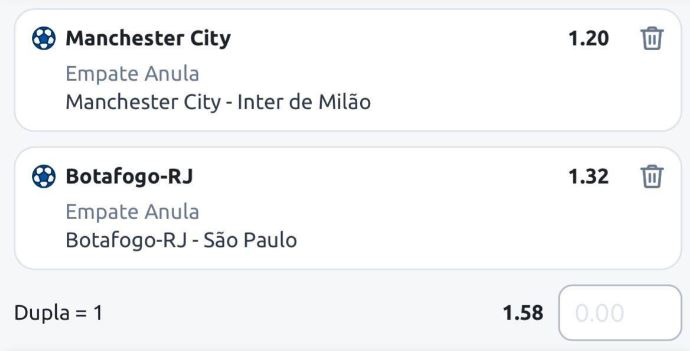 Manchester City 1.20
Empate Anula
Manchester City - Inter de Milão
Botafogo-RJ 1.32
Empate Anula
Botafogo-RJ - São Paulo
Dupla = 1 1.58 0.00